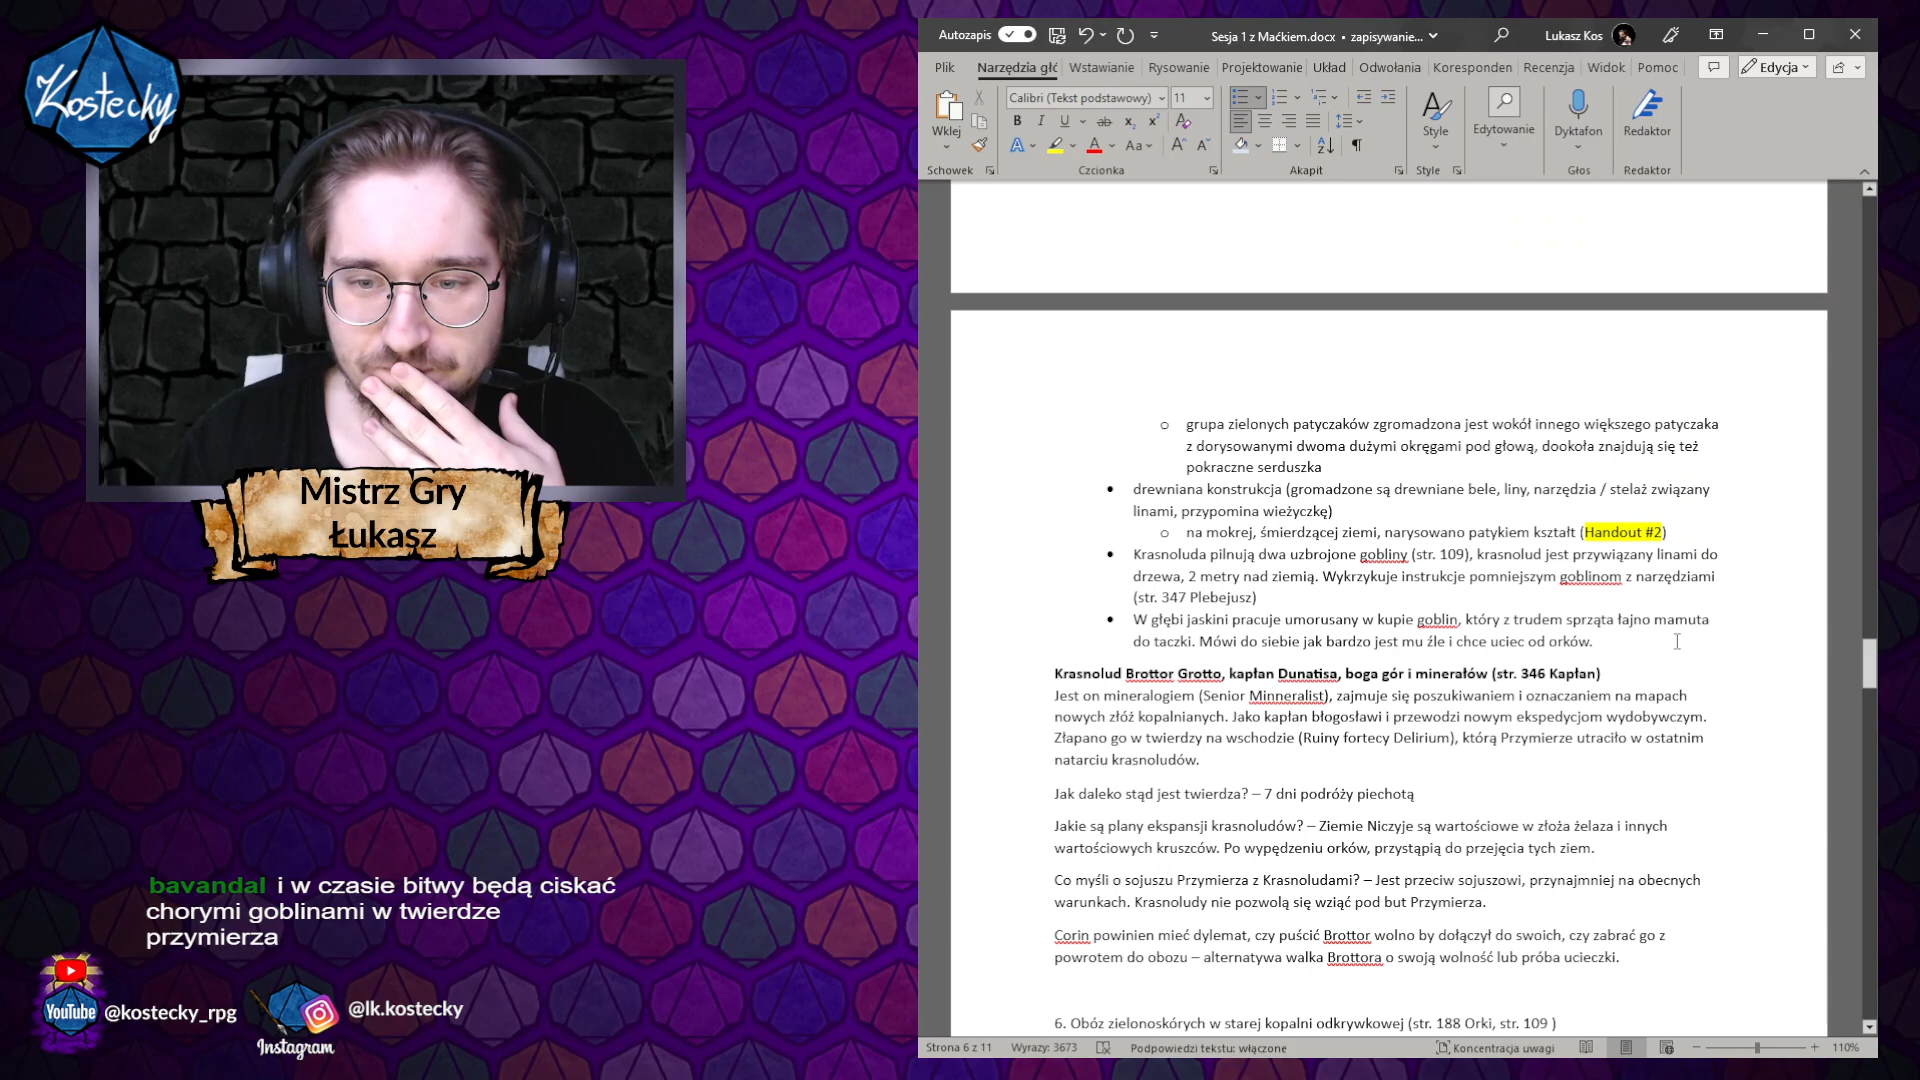 Kostecky
Mistrz Gry
Łukasz
bavandal i w czasie bitwy będą ciskać
chorymi goblinami w twierdze
przymierza
YouTube @kostecky_rpg
Instagram @lk.kostecky
Autozapis
Sesja 1 z Maćkiem.docx • zapisywanie...
Lukasz Kos
Plik Narzędzia głć Wstawianie Rysowanie Projektowanie Układ Odwołania Koresponden Recenzja Widok Pomoc
Edycja
Wklej
Calibri (Tekst podstawowy) 11
Style Edytowanie Dyktafon Redaktor
Schowek Czcionka Akapit Style Głos Redaktor
o grupa zielonych patyczaków zgromadzona jest wokół innego większego patyczaka
z dorysowanymi dwoma dużymi okręgami pod głową, dookoła znajdują się też
pokraczne serduszka
• drewniana konstrukcja (gromadzone są drewniane bele, liny, narzędzia / stelaż związany
linami, przypomina wieżyczkę)
o na mokrej, śmierdzącej ziemi, narysowano patykiem kształt (Handout #2)
• Krasnoluda pilnują dwa uzbrojone gobliny (str. 109), krasnolud jest przywiązany linami do
drzewa, 2 metry nad ziemią. Wykrzykuje instrukcje pomniejszym goblinom z narzędziami
(str. 347 Plebejusz)
• W głębi jaskini pracuje umorusany w kupie goblin, który z trudem sprząta łajno mamuta
do taczki. Mówi do siebie jak bardzo jest mu źle i chce uciec od orków.
Krasnolud Brottor Grotto, kapłan Dunatisa, boga gór i minerałów (str. 346 Kapłan)
Jest on mineralogiem (Senior Minneralist), zajmuje się poszukiwaniem i oznaczaniem na mapach
nowych złóż kopalnianych. Jako kapłan błogosławi i przewodzi nowym ekspedycjom wydobywczym.
Złapano go w twierdzy na wschodzie (Ruiny fortecy Delirium), którą Przymierze utraciło w ostatnim
natarciu krasnoludów.
Jak daleko stąd jest twierdza? – 7 dni podróży piechotą
Jakie są plany ekspansji krasnoludów? – Ziemie Niczyje są wartościowe w złoża żelaza i innych
wartościowych kruszców. Po wypędzeniu orków, przystąpią do przejęcia tych ziem.
Co myśli o sojuszu Przymierza z Krasnoludami? – Jest przeciw sojuszowi, przynajmniej na obecnych
warunkach. Krasnoludy nie pozwolą się wziąć pod but Przymierza.
Corin powinien mieć dylemat, czy puścić Brottor wolno by dołączył do swoich, czy zabrać go z
powrotem do obozu – alternatywa walka Brottora o swoją wolność lub próba ucieczki.
6. Obóz zielonoskórych w starej kopalni odkrywkowej (str. 188 Orki, str. 109 )
Strona 6 z 11 Wyrazy: 3673 Podpowiedzi tekstu: włączone Koncentracja uwagi 110%